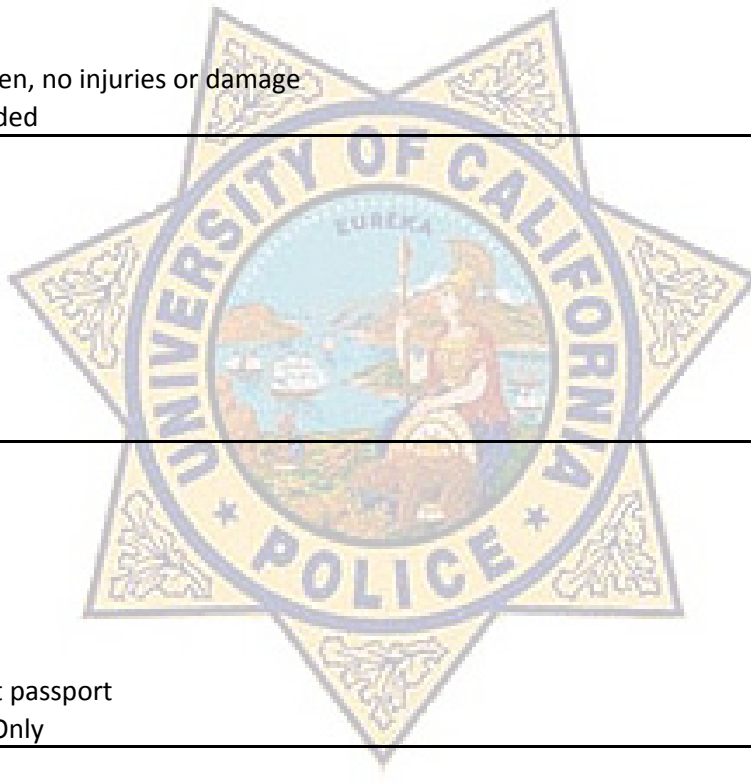 en, no injuries or damage
ded
UNIVERSITY OF CALIFORNIA
EUREKA
POLICE
passport
Only